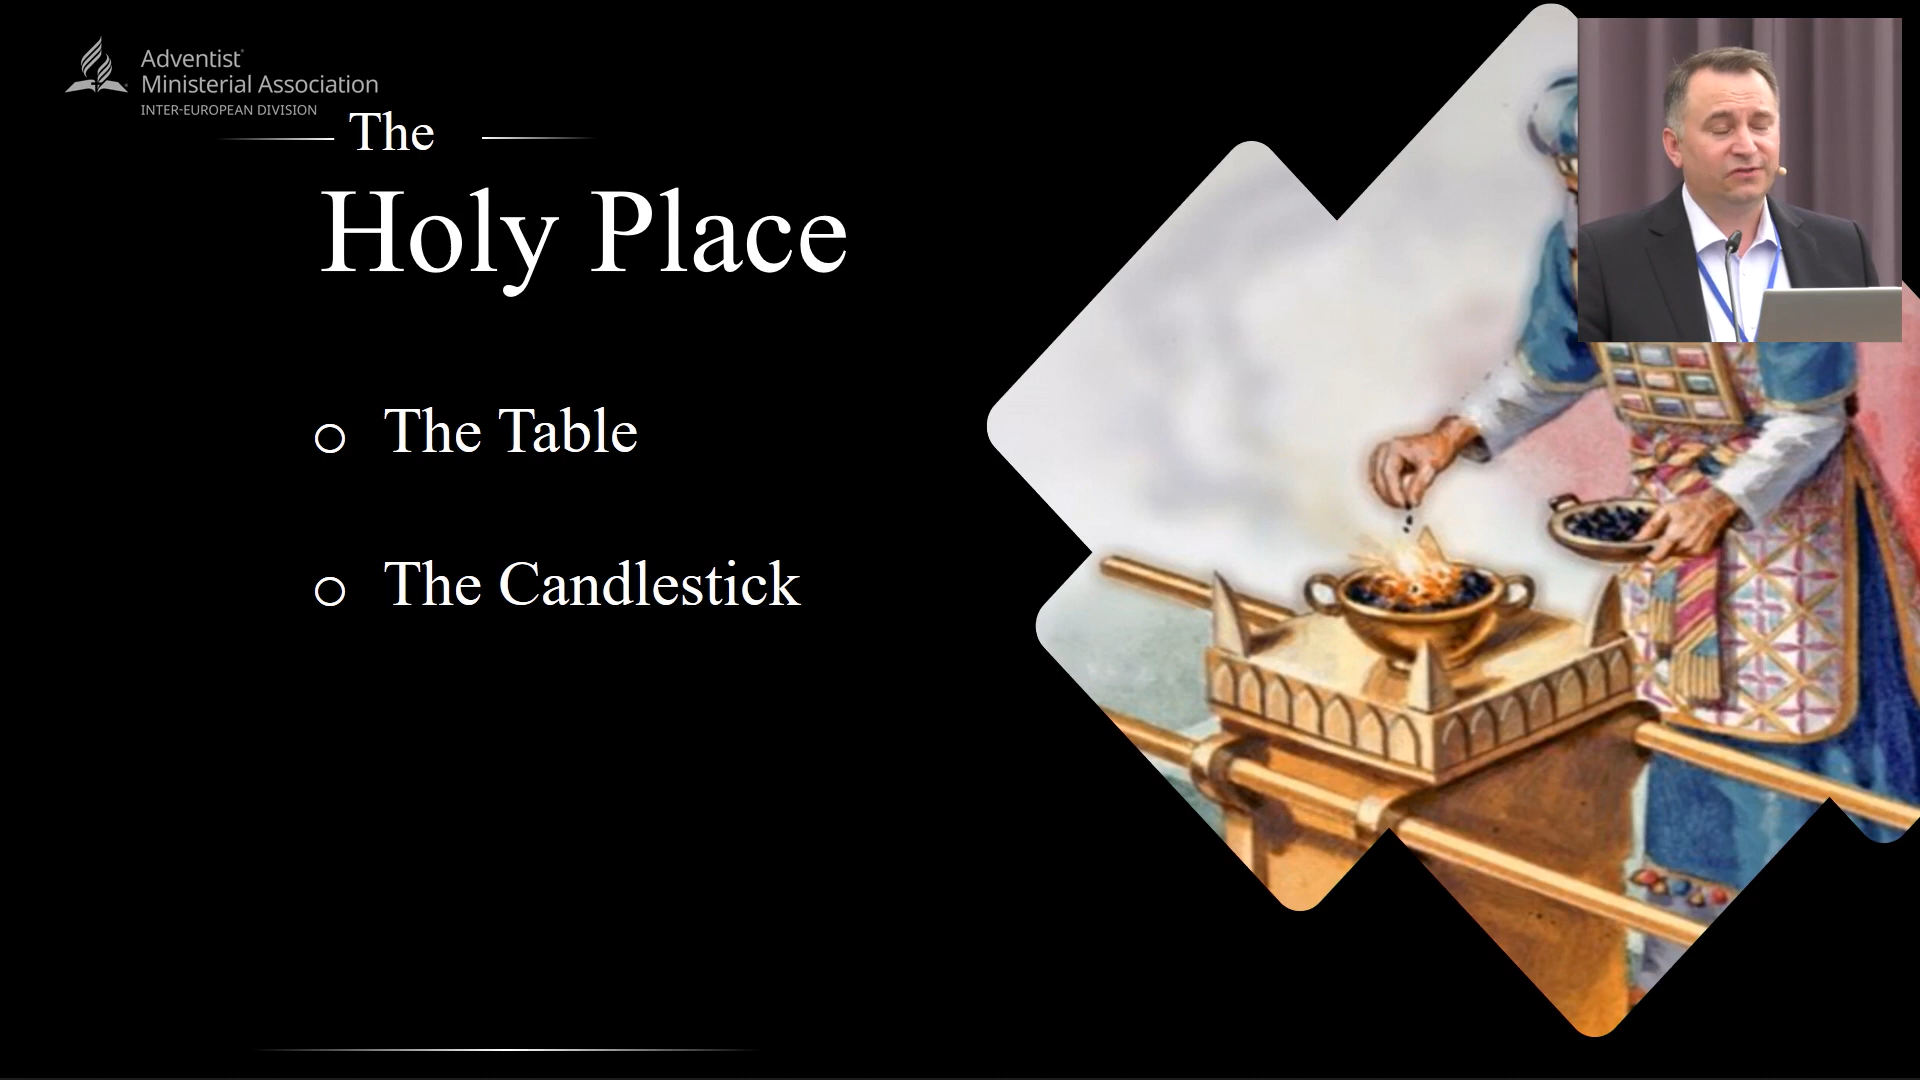 Adventist
Ministerial Association
INTER-EUROPEAN DIVISION
The
Holy Place
The Table
The Candlestick